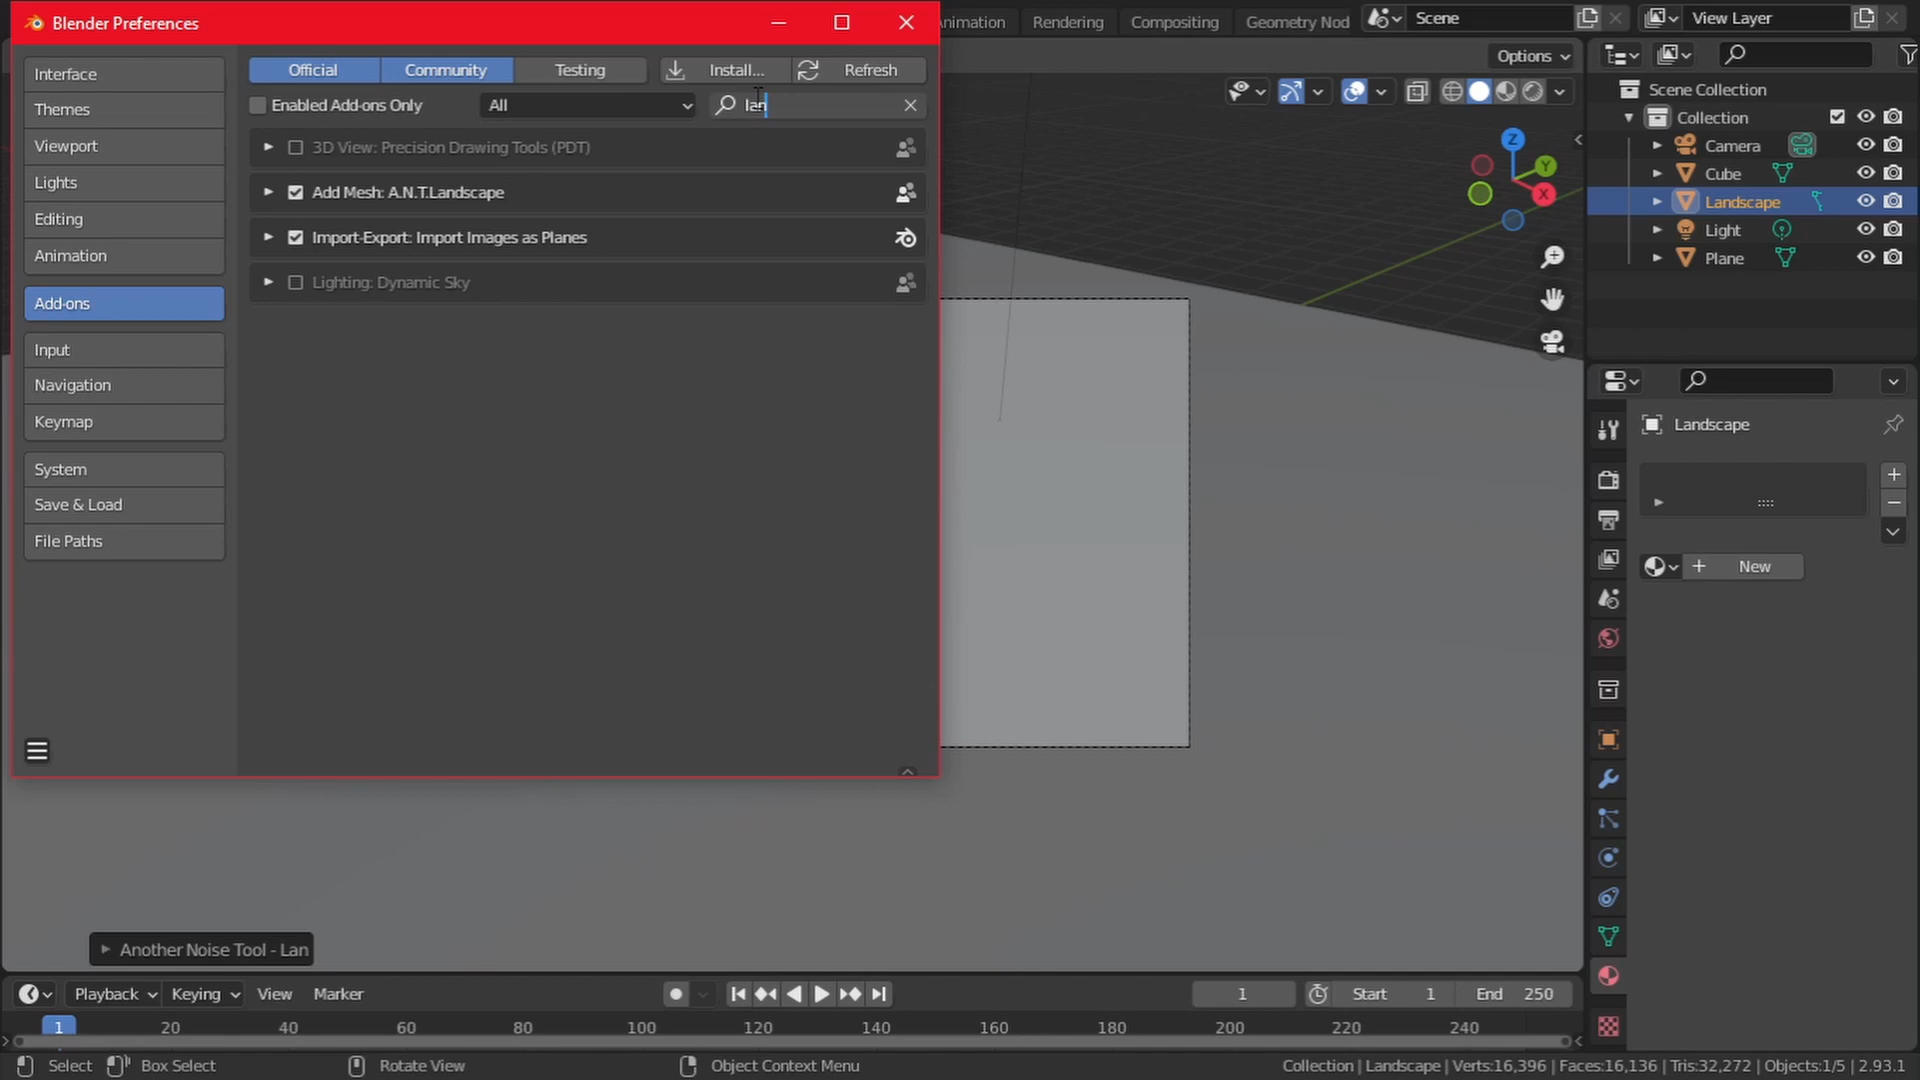 Blender Preferences
Interface
Themes
Viewport
Lights
Editing
Animation
Add-ons
Input
Navigation
Keymap
System
Save & Load
File Paths
Official
Community
Testing
Install...
Refresh
Enabled Add-ons Only
All
lan
3D View: Precision Drawing Tools (PDT)
Add Mesh: A.N.T.Landscape
Import-Export: Import Images as Planes
Lighting: Dynamic Sky
nimation
Rendering
Compositing
Geometry Nod
Scene
View Layer
Options
Z
Y
X
Scene Collection
Collection
Camera
Cube
Landscape
Light
Plane
Landscape
New
Another Noise Tool - Lan
Playback
Keying
View
Marker
1
Start 1
End 250
1 20 40 60 80 100 120 140 160 180 200 220 240
Select
Box Select
Rotate View
Object Context Menu
Collection | Landscape | Verts:16,396 | Faces:16,136 | Tris:32,272 | Objects:1/5 | 2.93.1